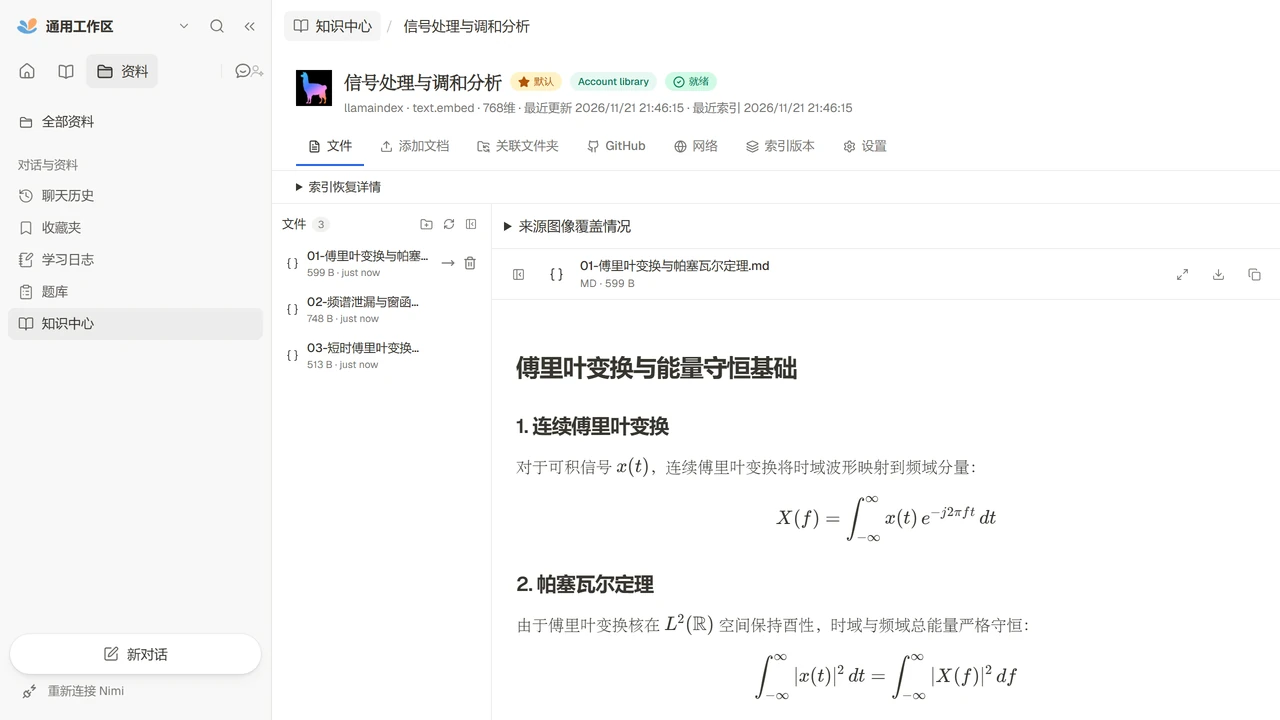 通用工作区
资料
全部资料
对话与资料
聊天历史
收藏夹
学习日志
题库
知识中心
新对话
重新连接 Nimi
知识中心 / 信号处理与调和分析
信号处理与调和分析 默认 Account library 就绪
llamaindex · text.embed · 768维 · 最近更新 2026/11/21 21:46:15 · 最近索引 2026/11/21 21:46:15
文件 添加文档 关联文件夹 GitHub 网络 索引版本 设置
索引恢复详情
文件 3
01-傅里叶变换与帕塞...
599 B · just now
02-频谱泄漏与窗函...
748 B · just now
03-短时傅里叶变换...
513 B · just now
来源图像覆盖情况
01-傅里叶变换与帕塞瓦尔定理.md
MD · 599 B
傅里叶变换与能量守恒基础
1. 连续傅里叶变换
对于可积信号 x(t)，连续傅里叶变换将时域波形映射到频域分量：
X(f) = ∫_{-∞}^{∞} x(t) e^{-j2πft} dt
2. 帕塞瓦尔定理
由于傅里叶变换核在 L²(ℝ) 空间保持酉性，时域与频域总能量严格守恒：
∫_{-∞}^{∞} |x(t)|² dt = ∫_{-∞}^{∞} |X(f)|² df